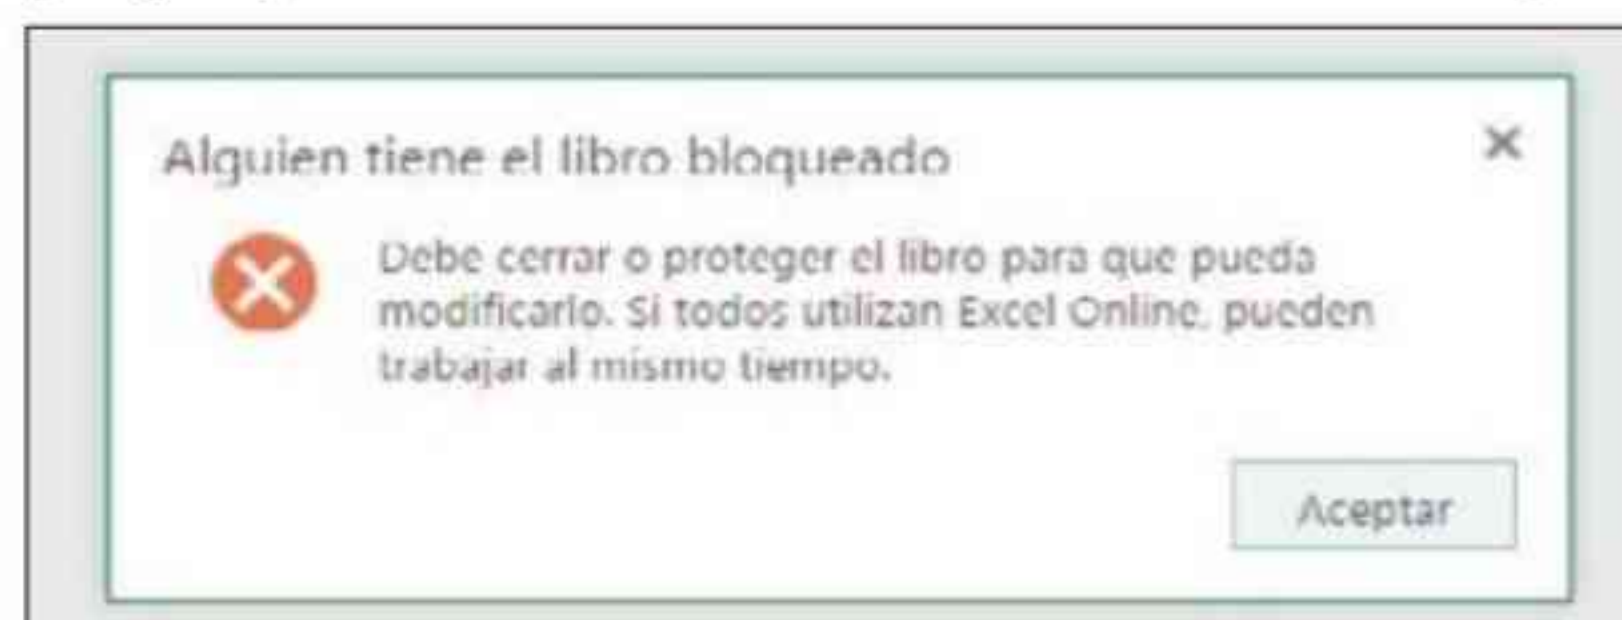 Alguien tiene el libro bloqueado
Debe cerrar o proteger el libro para que pueda
modificarlo. Si todos utilizan Excel Online, pueden
trabajar al mismo tiempo.
Aceptar